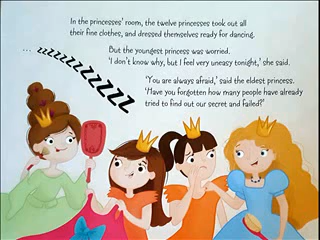 In the princesses' room, the twelve princesses took out all
their fine clothes, and dressed themselves ready for dancing.
... zzzzzzzzzzzz
But the youngest princess was worried.
'I don't know why, but I feel very uneasy tonight,' she said.
'You are always afraid,' said the eldest princess.
'Have you forgotten how many people have already
tried to find out our secret and failed?'